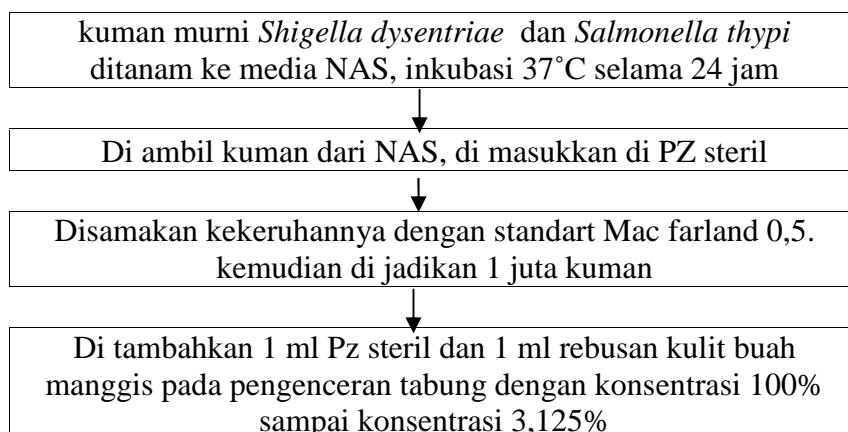 kuman murni Shigella dysentriae dan Salmonella thypi
ditanam ke media NAS, inkubasi 37˚C selama 24 jam
Di ambil kuman dari NAS, di masukkan di PZ steril
Disamakan kekeruhannya dengan standart Mac farland 0,5.
kemudian di jadikan 1 juta kuman
Di tambahkan 1 ml Pz steril dan 1 ml rebusan kulit buah
manggis pada pengenceran tabung dengan konsentrasi 100%
sampai konsentrasi 3,125%